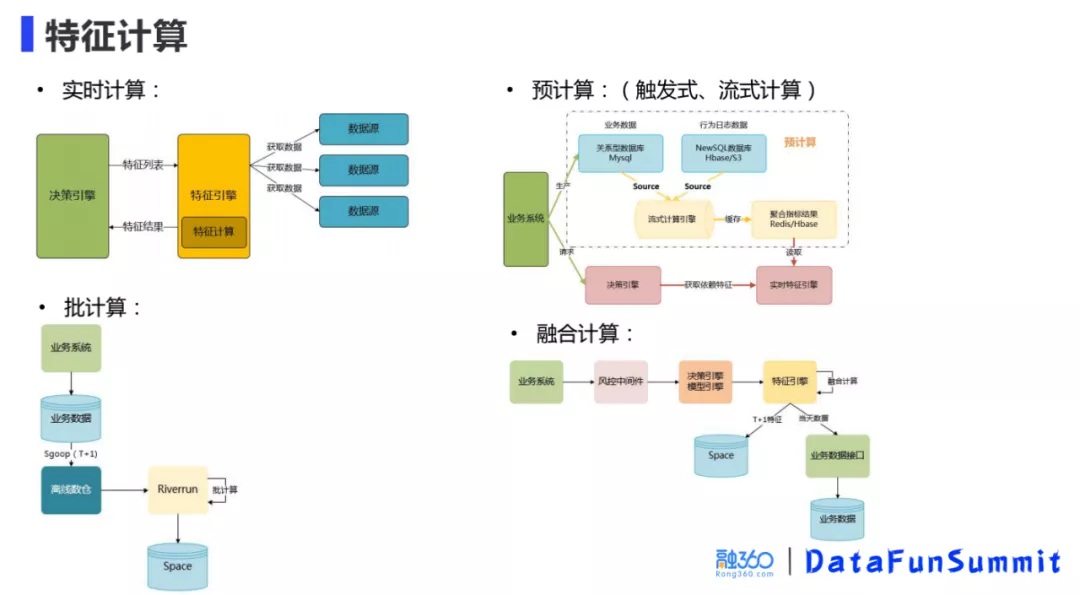 特征计算
• 实时计算：
决策引擎
特征列表
特征结果
特征引擎
特征计算
获取数据
获取数据
获取数据
数据源
数据源
数据源
• 预计算：（触发式、流式计算）
业务系统
生产
请求
业务数据
关系型数据库
Mysql
行为日志数据
NewSQL数据库
Hbase/S3
预计算
Source
Source
流式计算引擎
缓存
聚合指标结果
Redis/Hbase
读取
决策引擎
获取依赖特征
实时特征引擎
• 批计算：
业务系统
业务数据
Sgoop（T+1）
离线数仓
Riverrun
批计算
Space
• 融合计算：
业务系统
风控中间件
决策引擎
模型引擎
特征引擎
融合计算
T+1特征
当天数据
Space
业务数据接口
业务数据
融360
Rong360.com
DataFunSummit